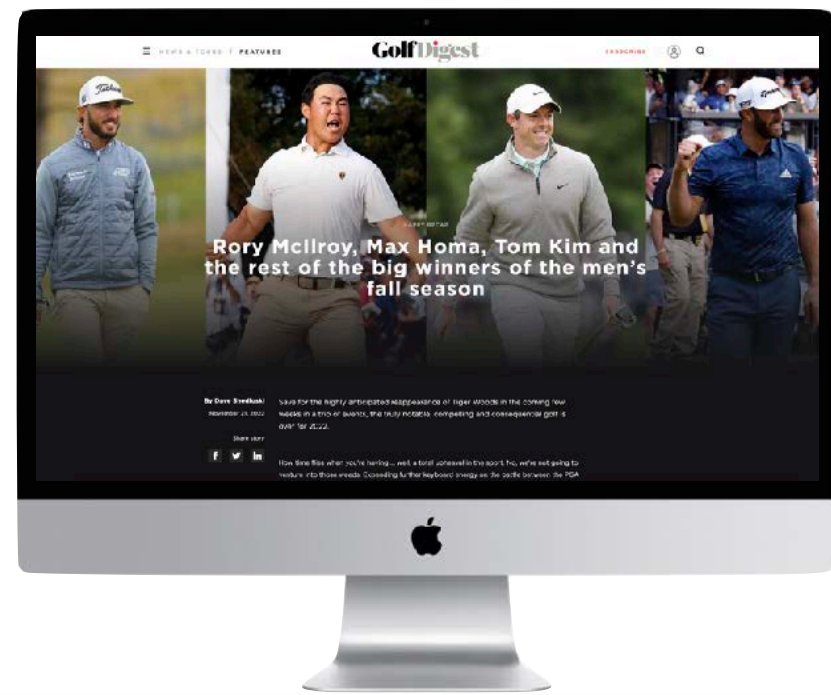 NEWS & TOURS / FEATURES
GolfDigest
SUBSCRIBE
Rory McIlroy, Max Homa, Tom Kim and
the rest of the big winners of the men's
fall season
By Dave Shedloski
November 21, 2022
Share story
Save for the highly anticipated reappearance of Tiger Woods in the coming few
weeks in a trio of events, the truly notable, compelling and consequential golf is
over for 2022.
How time flies when you're having ... well, a total upheaval in the sport. No, we're not going to
venture into those weeds. Expending further keyboard energy on the battle between the PGA